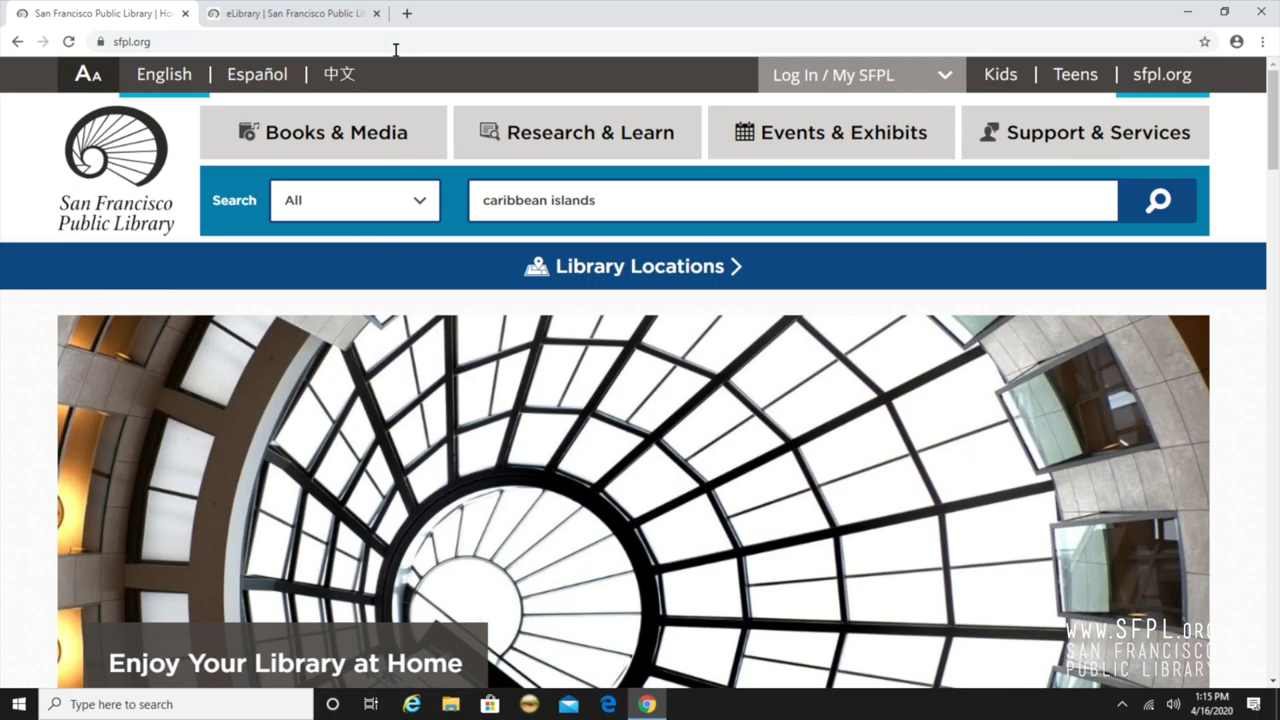 San Francisco Public Library | Ho
eLibrary | San Francisco Public Li
sfpl.org
AA
English | Español | 中文
Log In / My SFPL
Kids | Teens | sfpl.org
San Francisco
Public Library
Books & Media
Research & Learn
Events & Exhibits
Support & Services
Search
All
caribbean islands
Library Locations
Enjoy Your Library at Home
WWW.SFPL.ORG
SAN FRANCISCO
PUBLIC LIBRARY
Type here to search
1:15 PM
4/16/2020